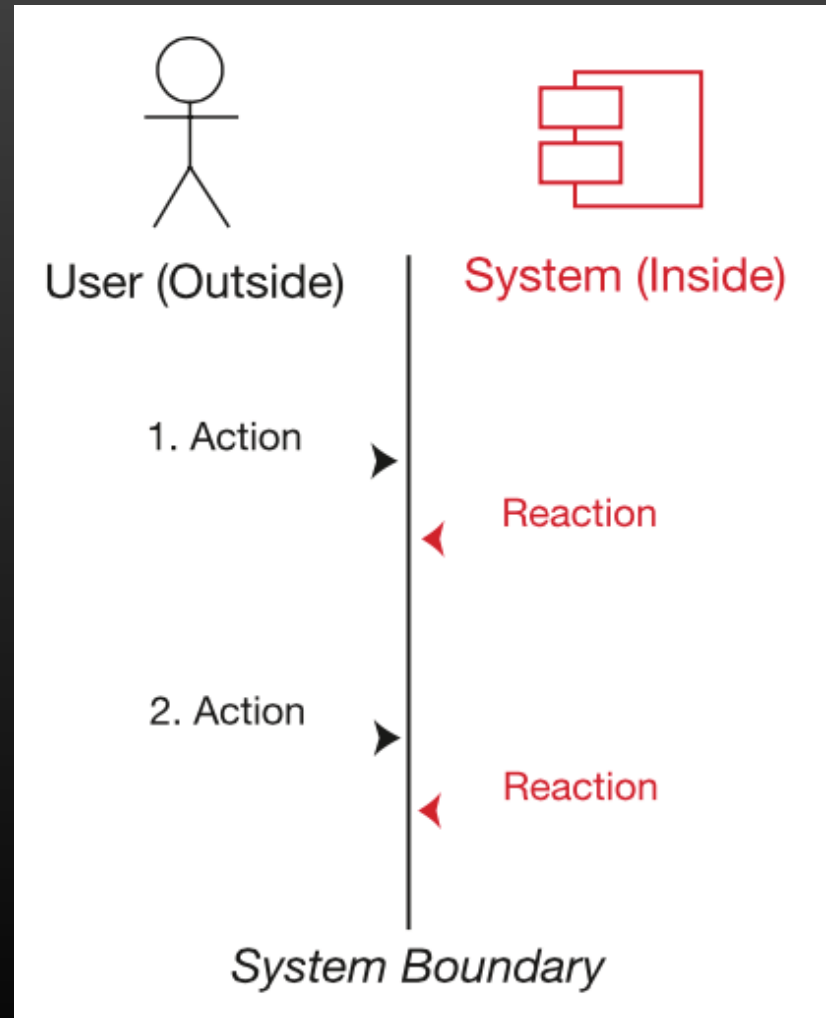 User (Outside)
System (Inside)
1. Action
Reaction
2. Action
Reaction
System Boundary